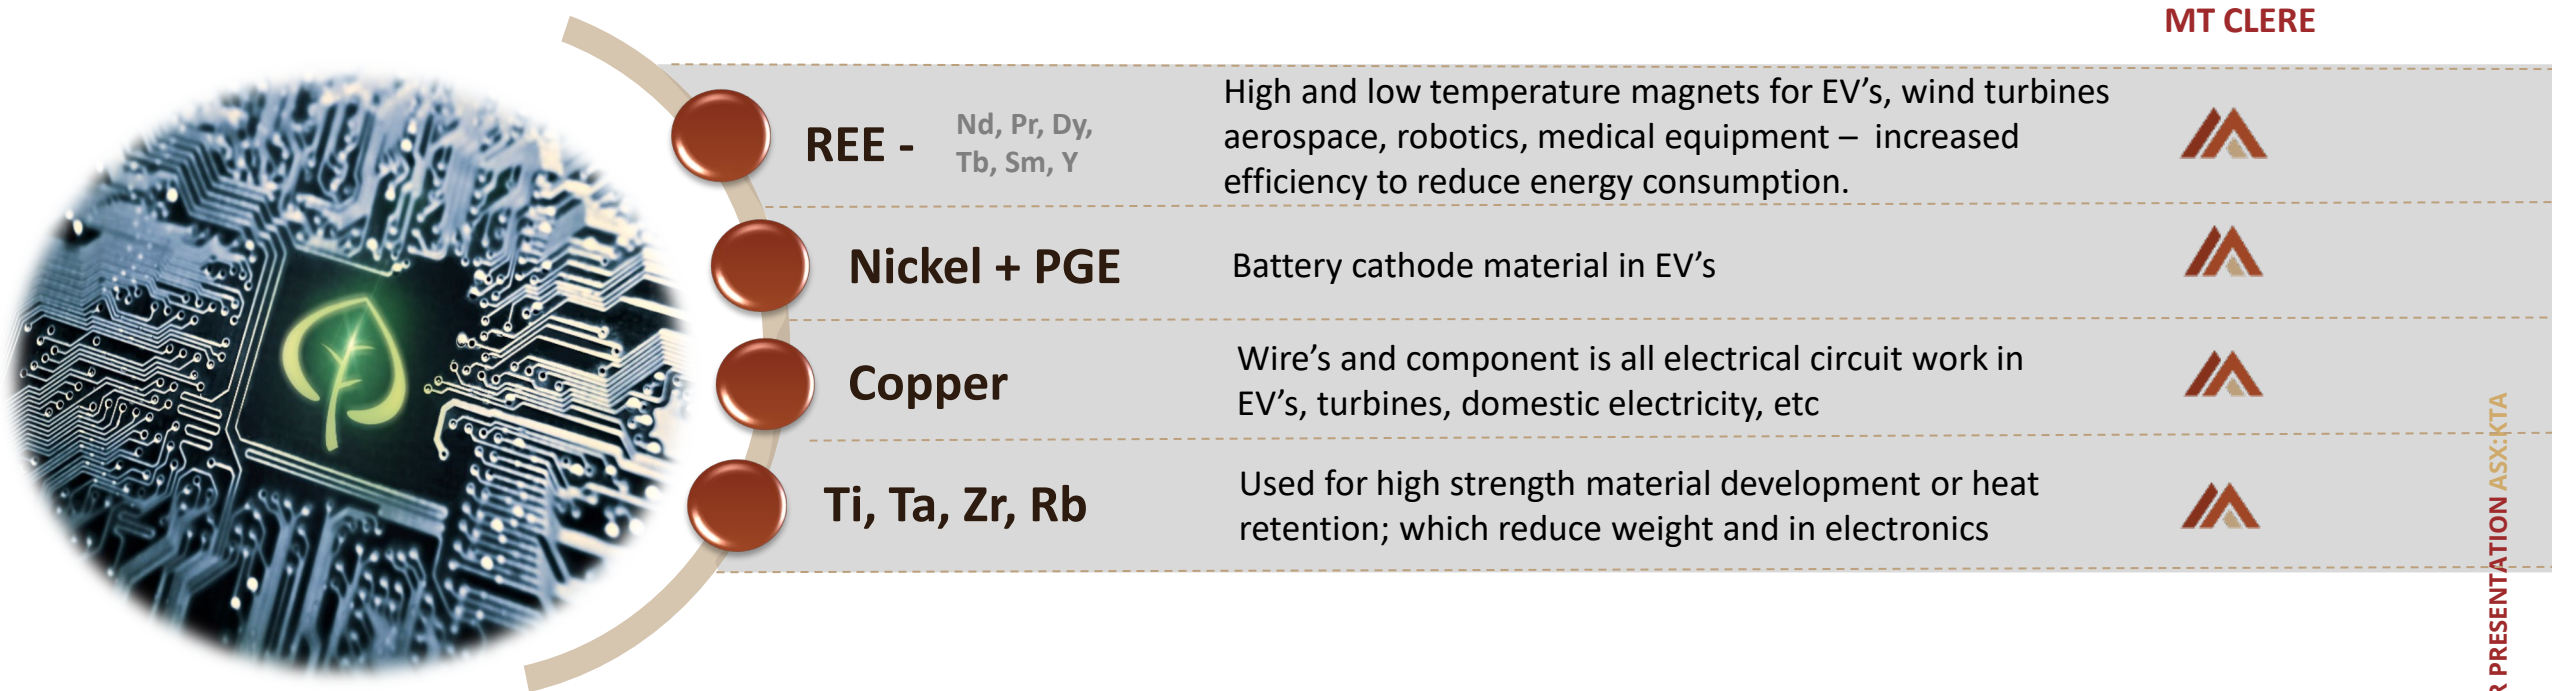 MT CLERE
REE -
Nd, Pr, Dy,
Tb, Sm, Y
High and low temperature magnets for EV's, wind turbines
aerospace, robotics, medical equipment – increased
efficiency to reduce energy consumption.
Nickel + PGE
Battery cathode material in EV's
Copper
Wire's and component is all electrical circuit work in
EV's, turbines, domestic electricity, etc
Ti, Ta, Zr, Rb
Used for high strength material development or heat
retention; which reduce weight and in electronics
PRESENTATION ASX:KTA